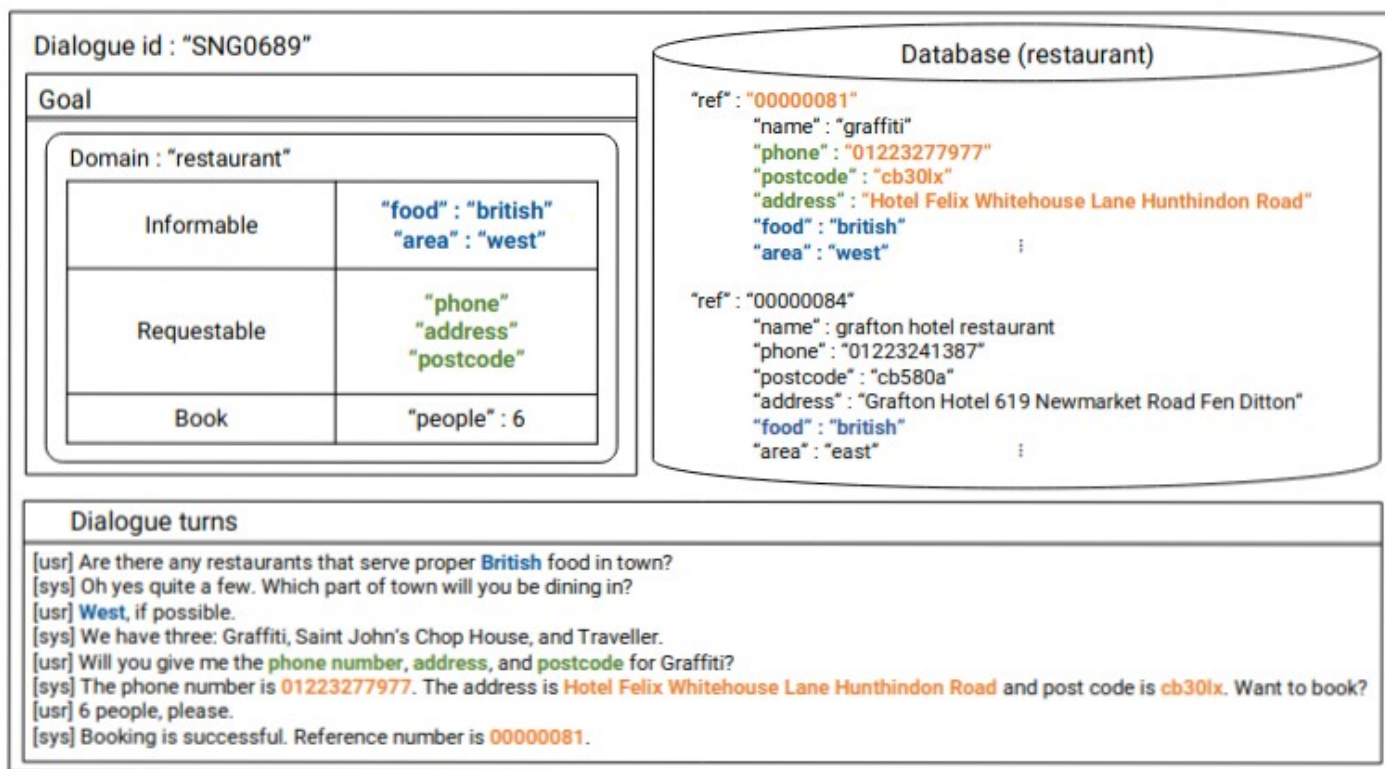 Dialogue id : “SNG0689”
Goal
Domain : “restaurant”
Informable
“food” : “british”
“area” : “west”
Requestable
“phone”
“address”
“postcode”
Book
“people” : 6
Database (restaurant)
“ref” : “00000081”
“name” : “graffiti”
“phone” : “01223277977”
“postcode” : “cb30lx”
“address” : “Hotel Felix Whitehouse Lane Hunthindon Road”
“food” : “british”
“area” : “west”
⋮
“ref” : “00000084”
“name” : grafton hotel restaurant
“phone” : “01223241387”
“postcode” : “cb580a”
“address” : “Grafton Hotel 619 Newmarket Road Fen Ditton”
“food” : “british”
“area” : “east”
⋮
Dialogue turns
[usr] Are there any restaurants that serve proper British food in town?
[sys] Oh yes quite a few. Which part of town will you be dining in?
[usr] West, if possible.
[sys] We have three: Graffiti, Saint John’s Chop House, and Traveller.
[usr] Will you give me the phone number, address, and postcode for Graffiti?
[sys] The phone number is 01223277977. The address is Hotel Felix Whitehouse Lane Hunthindon Road and post code is cb30lx. Want to book?
[usr] 6 people, please.
[sys] Booking is successful. Reference number is 00000081.